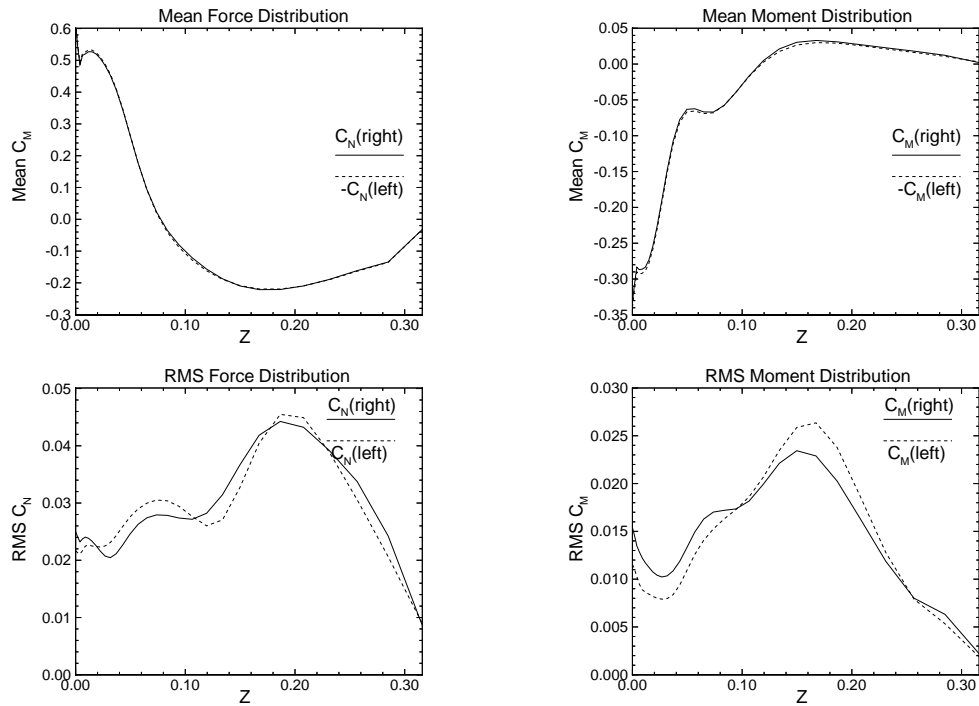 Mean Force Distribution
Mean C_M
0.6
0.5
0.4
0.3
0.2
0.1
0.0
-0.1
-0.2
-0.3
-0.4
C_N(right)
-C_N(left)
0.00
0.10
0.20
0.30
Z
Mean Moment Distribution
Mean C_M
0.05
0.00
-0.05
-0.10
-0.15
-0.20
-0.25
-0.30
-0.35
C_M(right)
-C_M(left)
0.00
0.10
0.20
0.30
Z
RMS Force Distribution
RMS C_N
0.05
0.04
0.03
0.02
0.01
0.00
C_N(right)
C_N(left)
0.00
0.10
0.20
0.30
Z
RMS Moment Distribution
RMS C_M
0.030
0.025
0.020
0.015
0.010
0.005
0.000
C_M(right)
C_M(left)
0.00
0.10
0.20
0.30
Z